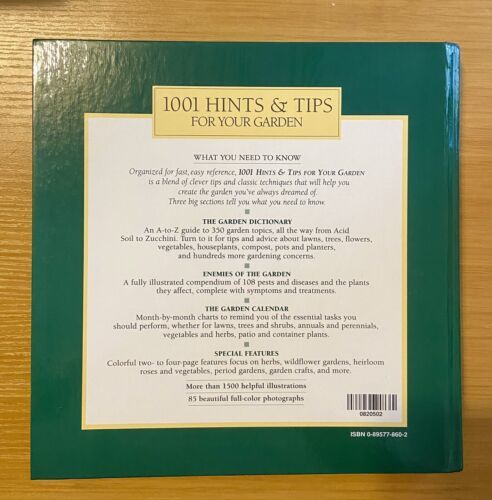 1001 HINTS & TIPS
FOR YOUR GARDEN
WHAT YOU NEED TO KNOW
Organized for fast, easy reference, 1001 HINTS & TIPS FOR YOUR GARDEN
is a blend of clever tips and classic techniques that will help you
create the garden you've always dreamed of.
Three big sections tell you what you need to know.
THE GARDEN DICTIONARY
An A-to-Z guide to 350 garden topics, all the way from Acid
Soil to Zucchini. Turn to it for tips and advice about lawns, trees, flowers,
vegetables, houseplants, compost, pots and planters,
and hundreds more gardening concerns.
ENEMIES OF THE GARDEN
A fully illustrated compendium of 108 pests and diseases and the plants
they affect, complete with symptoms and treatments.
THE GARDEN CALENDAR
Month-by-month charts to remind you of the essential tasks you
should perform, whether for lawns, trees and shrubs, annuals and perennials,
vegetables and herbs, patio and container plants.
SPECIAL FEATURES
Colorful two- to four-page features focus on herbs, wildflower gardens, heirloom
roses and vegetables, period gardens, garden crafts, and more.
More than 1500 helpful illustrations
85 beautiful full-color photographs
0820502
ISBN 0-89577-860-2